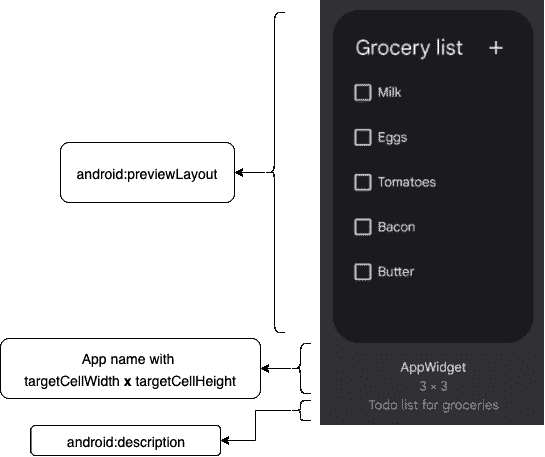 Grocery list +
Milk
Eggs
android:previewLayout
Tomatoes
Bacon
Butter
App name with
targetCellWidth x targetCellHeight
AppWidget
3 × 3
Todo list for groceries
android:description